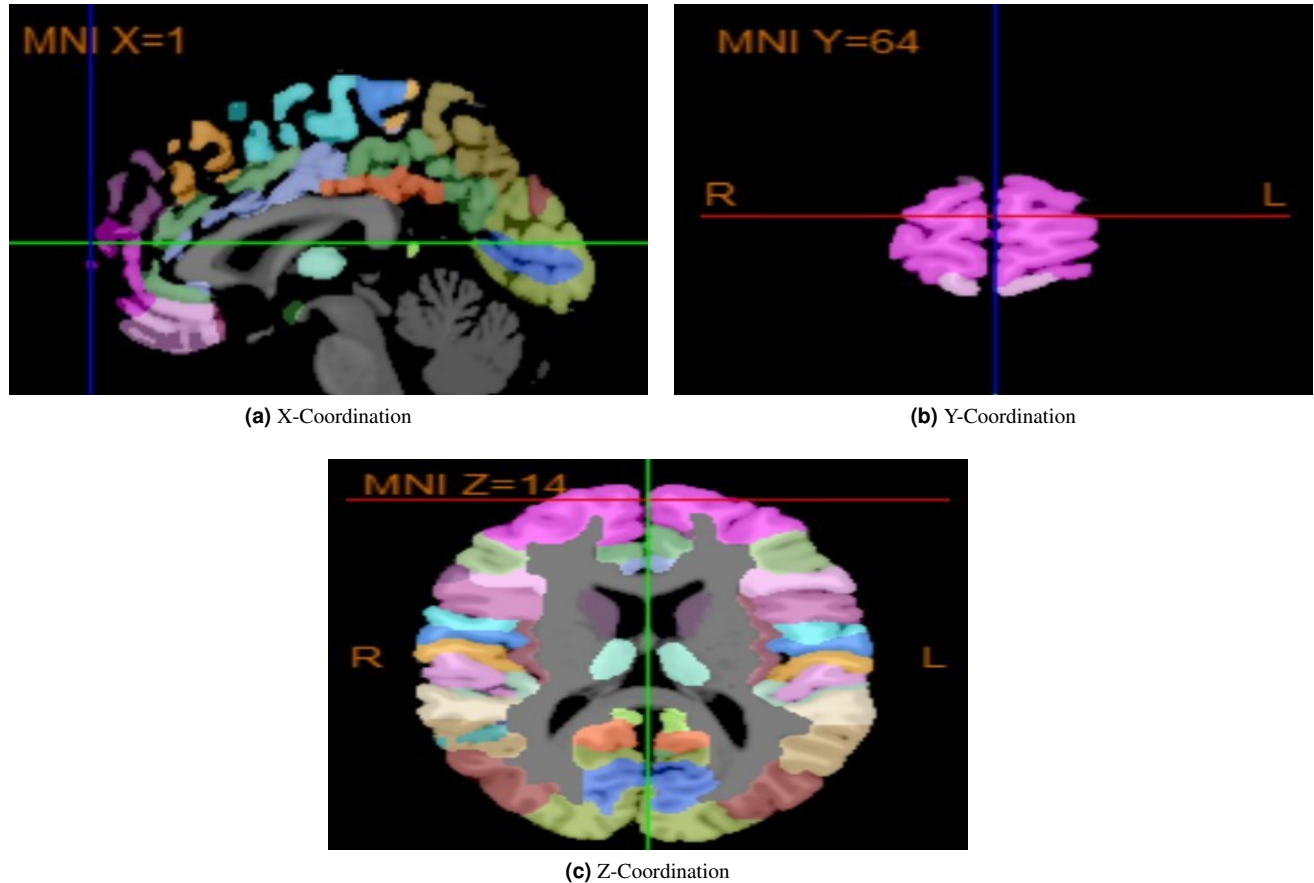 MNI X=1
MNI Y=64
R
L
(a) X-Coordination
(b) Y-Coordination
MNI Z=14
R
L
(c) Z-Coordination